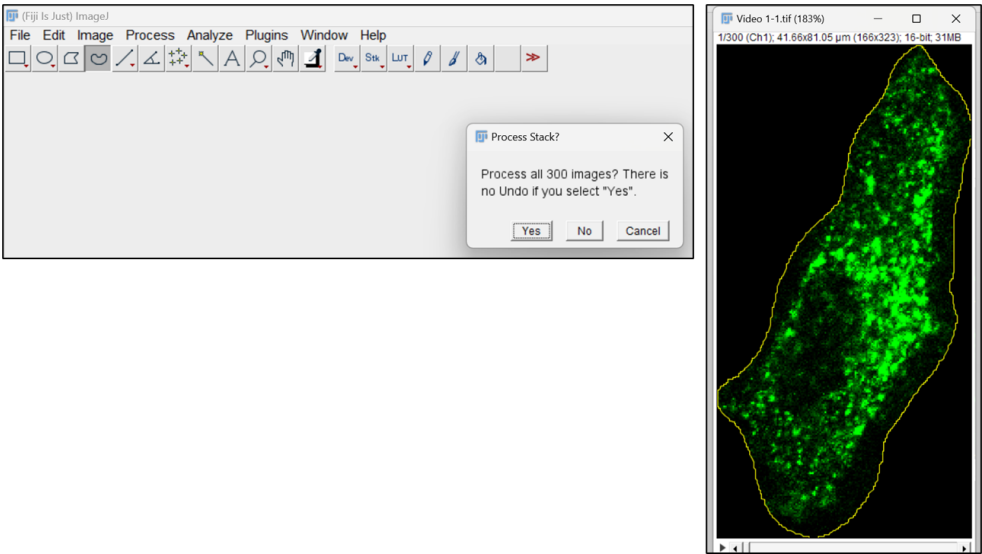 (Fiji Is Just) ImageJ
File Edit Image Process Analyze Plugins Window Help
A Dev Stk LUT >>
Process Stack?
Process all 300 images? There is
no Undo if you select "Yes".
Yes No Cancel
Video 1-1.tif (183%)
1/300 (Ch1); 41.66x81.05 µm (166x323); 16-bit; 31MB